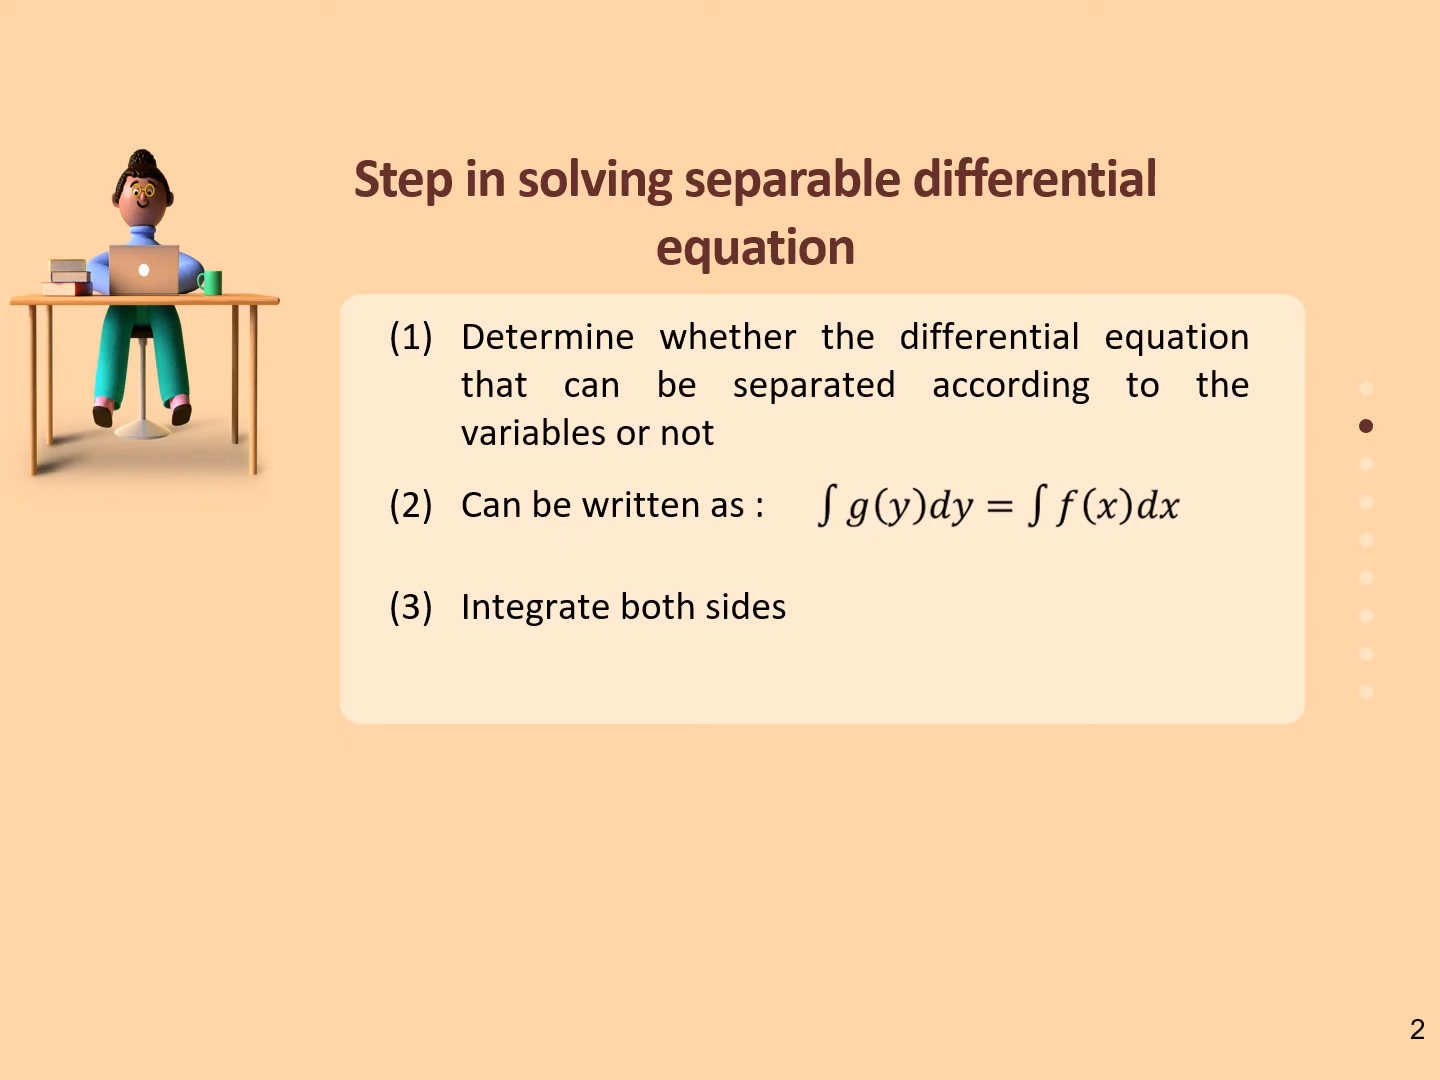 Step in solving separable differential
equation
(1) Determine whether the differential equation
that can be separated according to the
variables or not
(2) Can be written as : ∫ g(y)dy = ∫ f(x)dx
(3) Integrate both sides
2